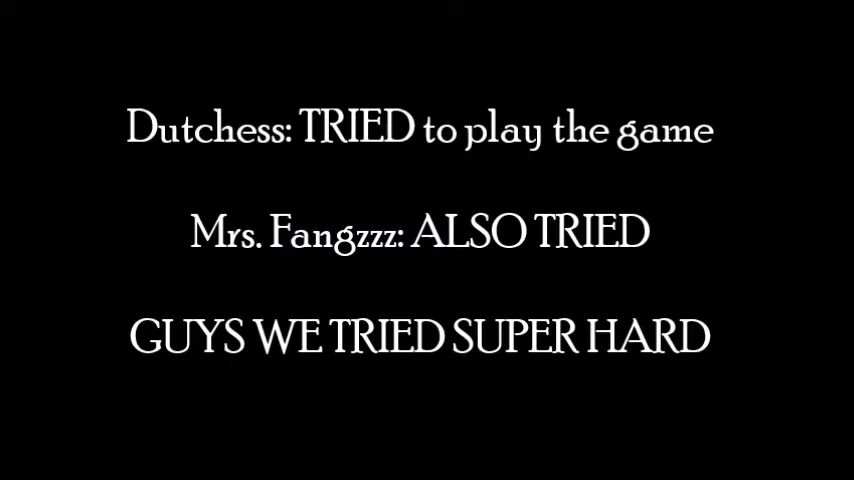 Dutchess: TRIED to play the game
Mrs. Fangzzz: ALSO TRIED
GUYS WE TRIED SUPER HARD